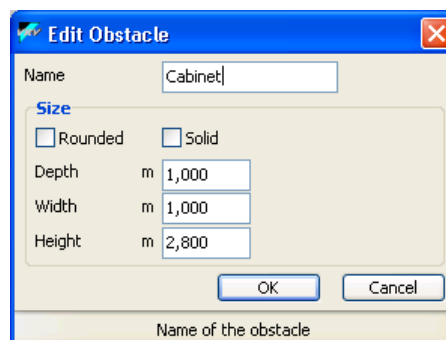 Edit Obstacle
Name Cabinet
Size
Rounded Solid
Depth m 1,000
Width m 1,000
Height m 2,800
OK Cancel
Name of the obstacle